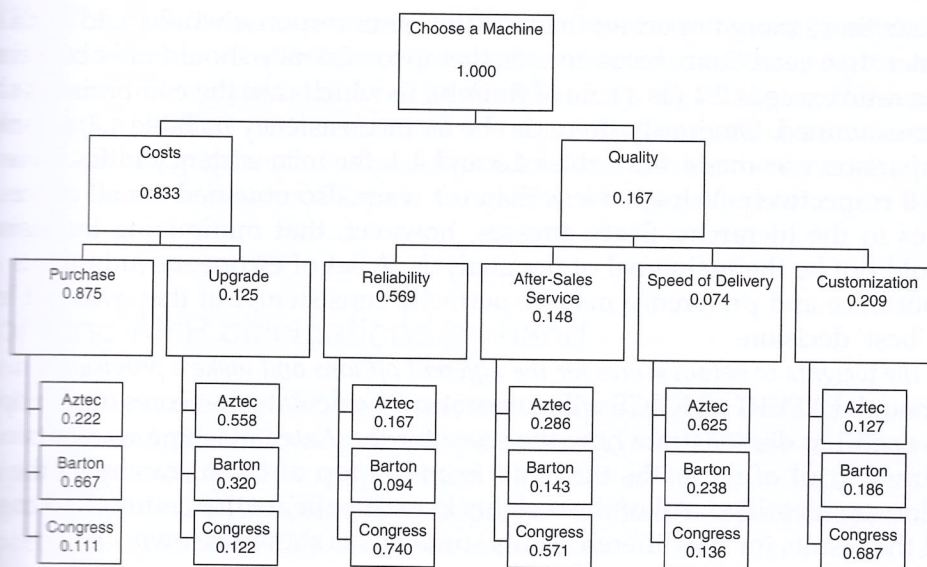 Choose a Machine
1.000
Costs
0.833
Quality
0.167
Purchase
0.875
Upgrade
0.125
Reliability
0.569
After-Sales
Service
0.148
Speed of Delivery
0.074
Customization
0.209
Aztec
0.222
Aztec
0.558
Aztec
0.167
Aztec
0.286
Aztec
0.625
Aztec
0.127
Barton
0.667
Barton
0.320
Barton
0.094
Barton
0.143
Barton
0.238
Barton
0.186
Congress
0.111
Congress
0.122
Congress
0.740
Congress
0.571
Congress
0.136
Congress
0.687